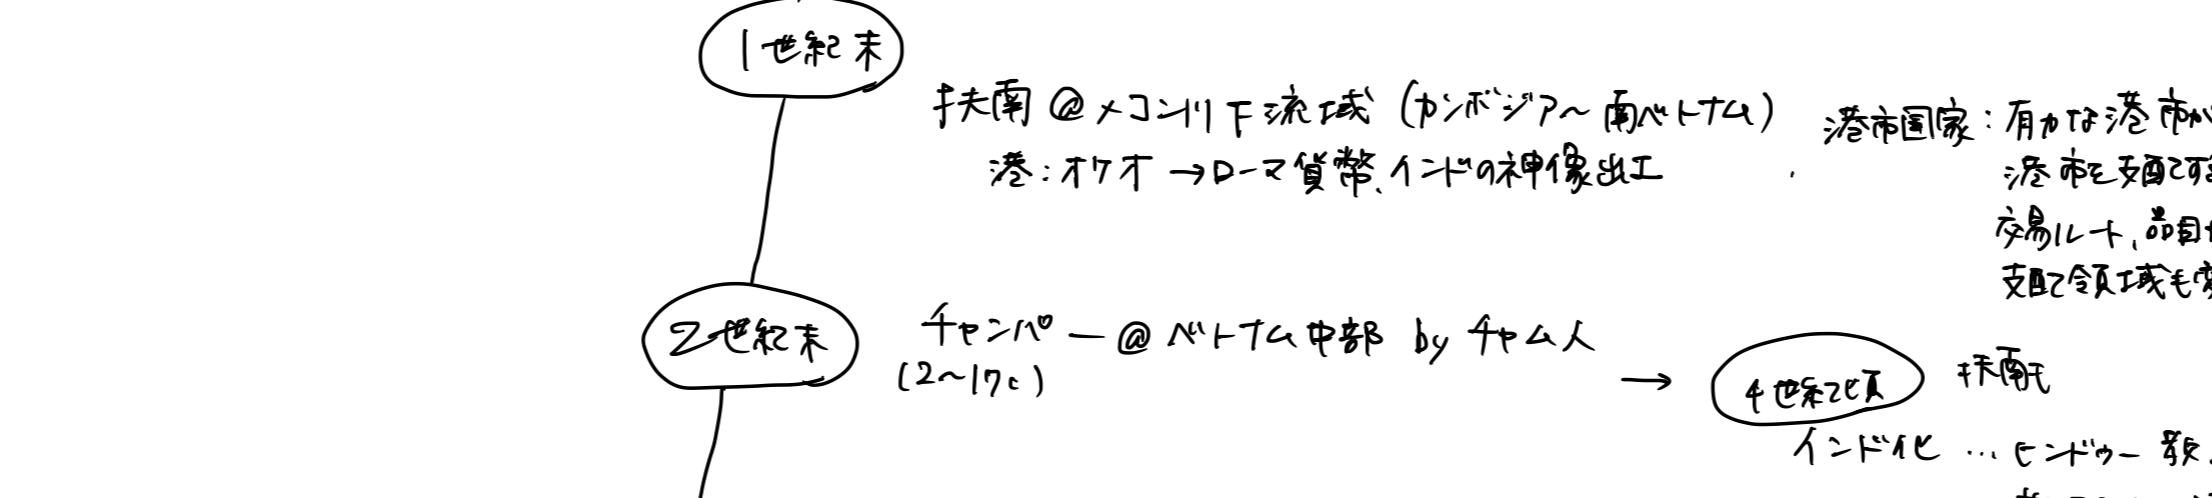 1世紀末
扶南 @メコン川下流域 (カンボジア〜南ベトナム)
港:オケオ →ローマ貨幣、インドの神像出土
港市国家:有力な港市が
港市を支配する
交易ルート、品目
支配領域も
2世紀末
チャンパー @ベトナム中部 by チャム人
(2〜17c)
→ 4世紀頃 扶南も
インド化 … ヒンドゥー教